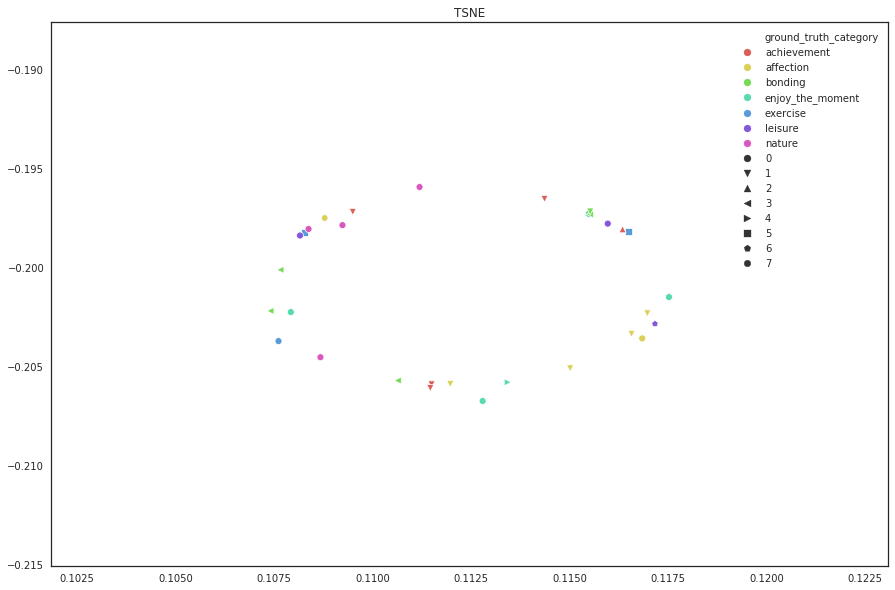 TSNE
ground_truth_category
achievement
affection
bonding
enjoy_the_moment
exercise
leisure
nature
0
1
2
3
4
5
6
7
−0.190
−0.195
−0.200
−0.205
−0.210
−0.215
0.1025 0.1050 0.1075 0.1100 0.1125 0.1150 0.1175 0.1200 0.1225